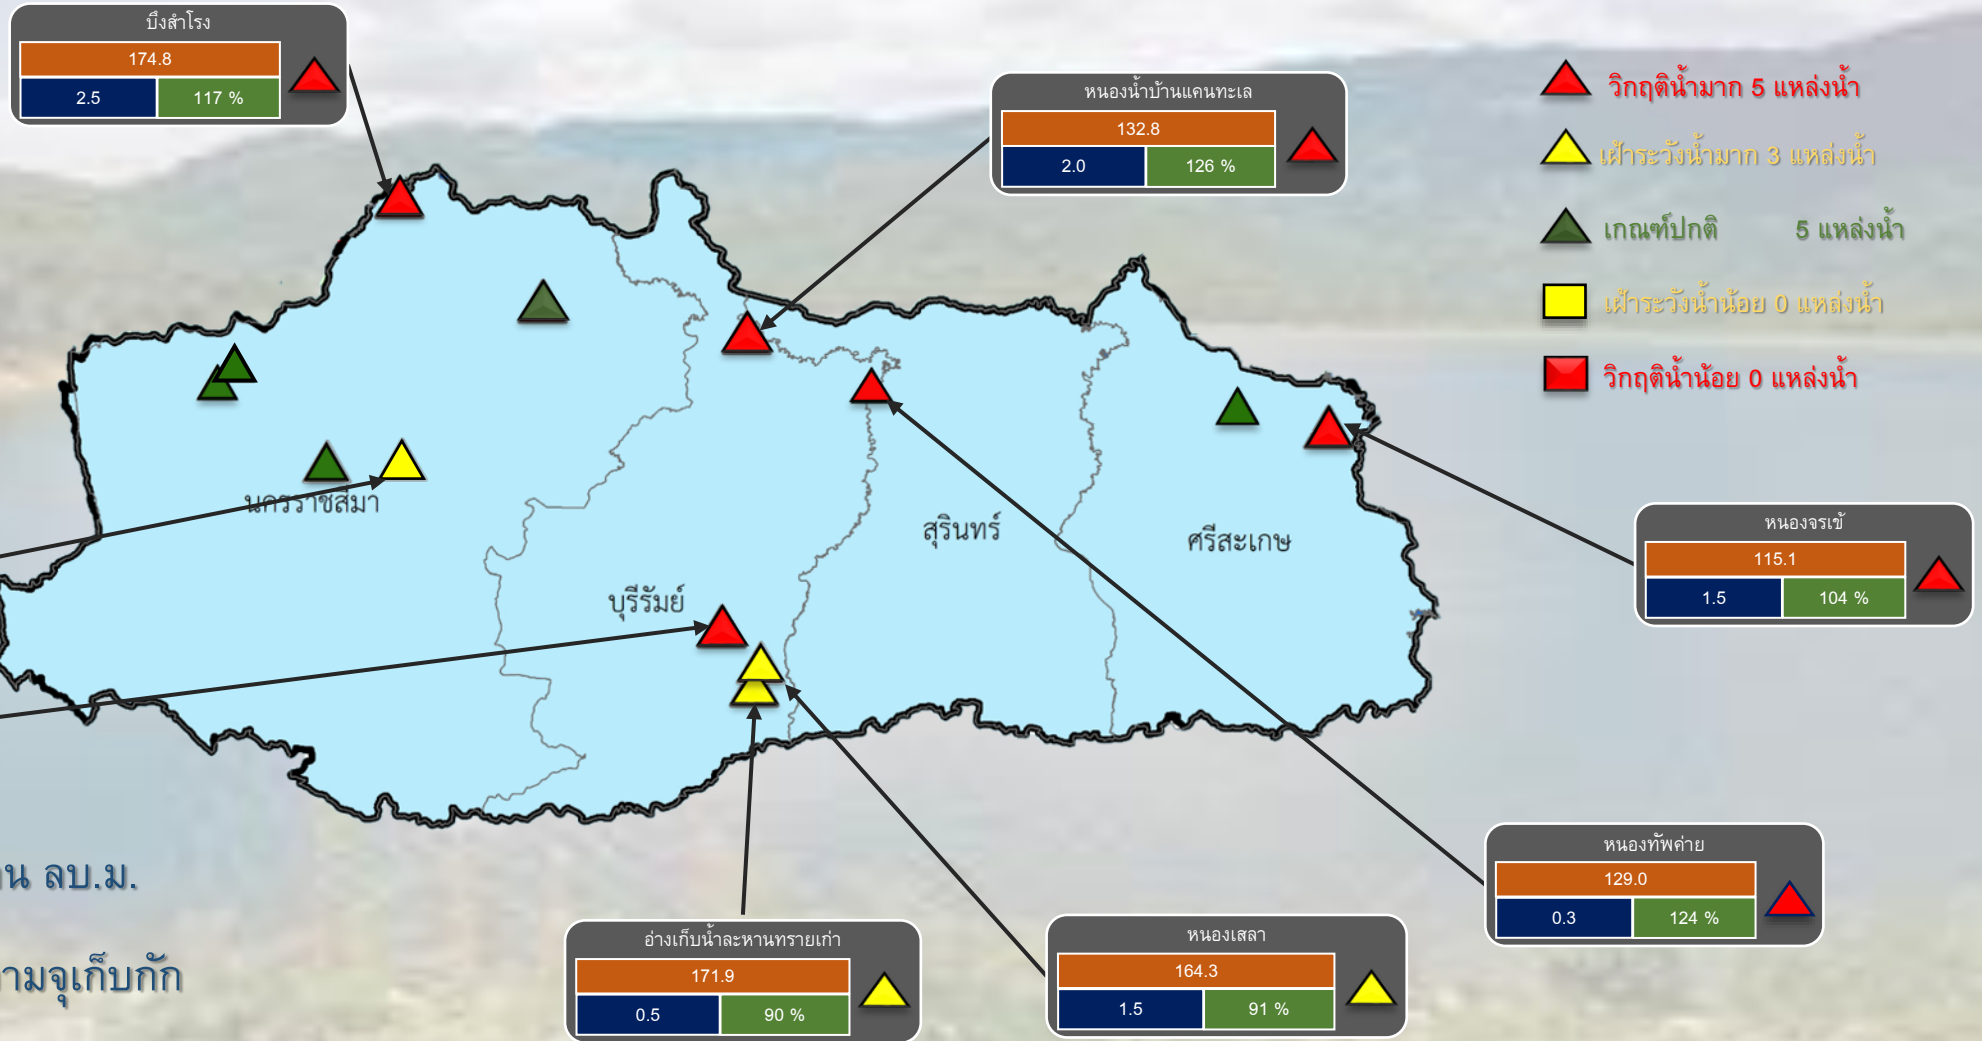 บึงสำโรง
174.8
2.5 117 %
หนองน้ำบ้านแคนทะเล
132.8
2.0 126 %
วิกฤติน้ำมาก 5 แหล่งน้ำ
เฝ้าระวังน้ำมาก 3 แหล่งน้ำ
เกณฑ์ปกติ 5 แหล่งน้ำ
เฝ้าระวังน้ำน้อย 0 แหล่งน้ำ
วิกฤติน้ำน้อย 0 แหล่งน้ำ
นครราชสีมา
สุรินทร์
ศรีสะเกษ
บุรีรัมย์
หนองจรเข้
115.1
1.5 104 %
หนองทัพค่าย
129.0
0.3 124 %
น ลบ.ม.
ามจุเก็บกัก
อ่างเก็บน้ำละหานทรายเก่า
171.9
0.5 90 %
หนองเสลา
164.3
1.5 91 %